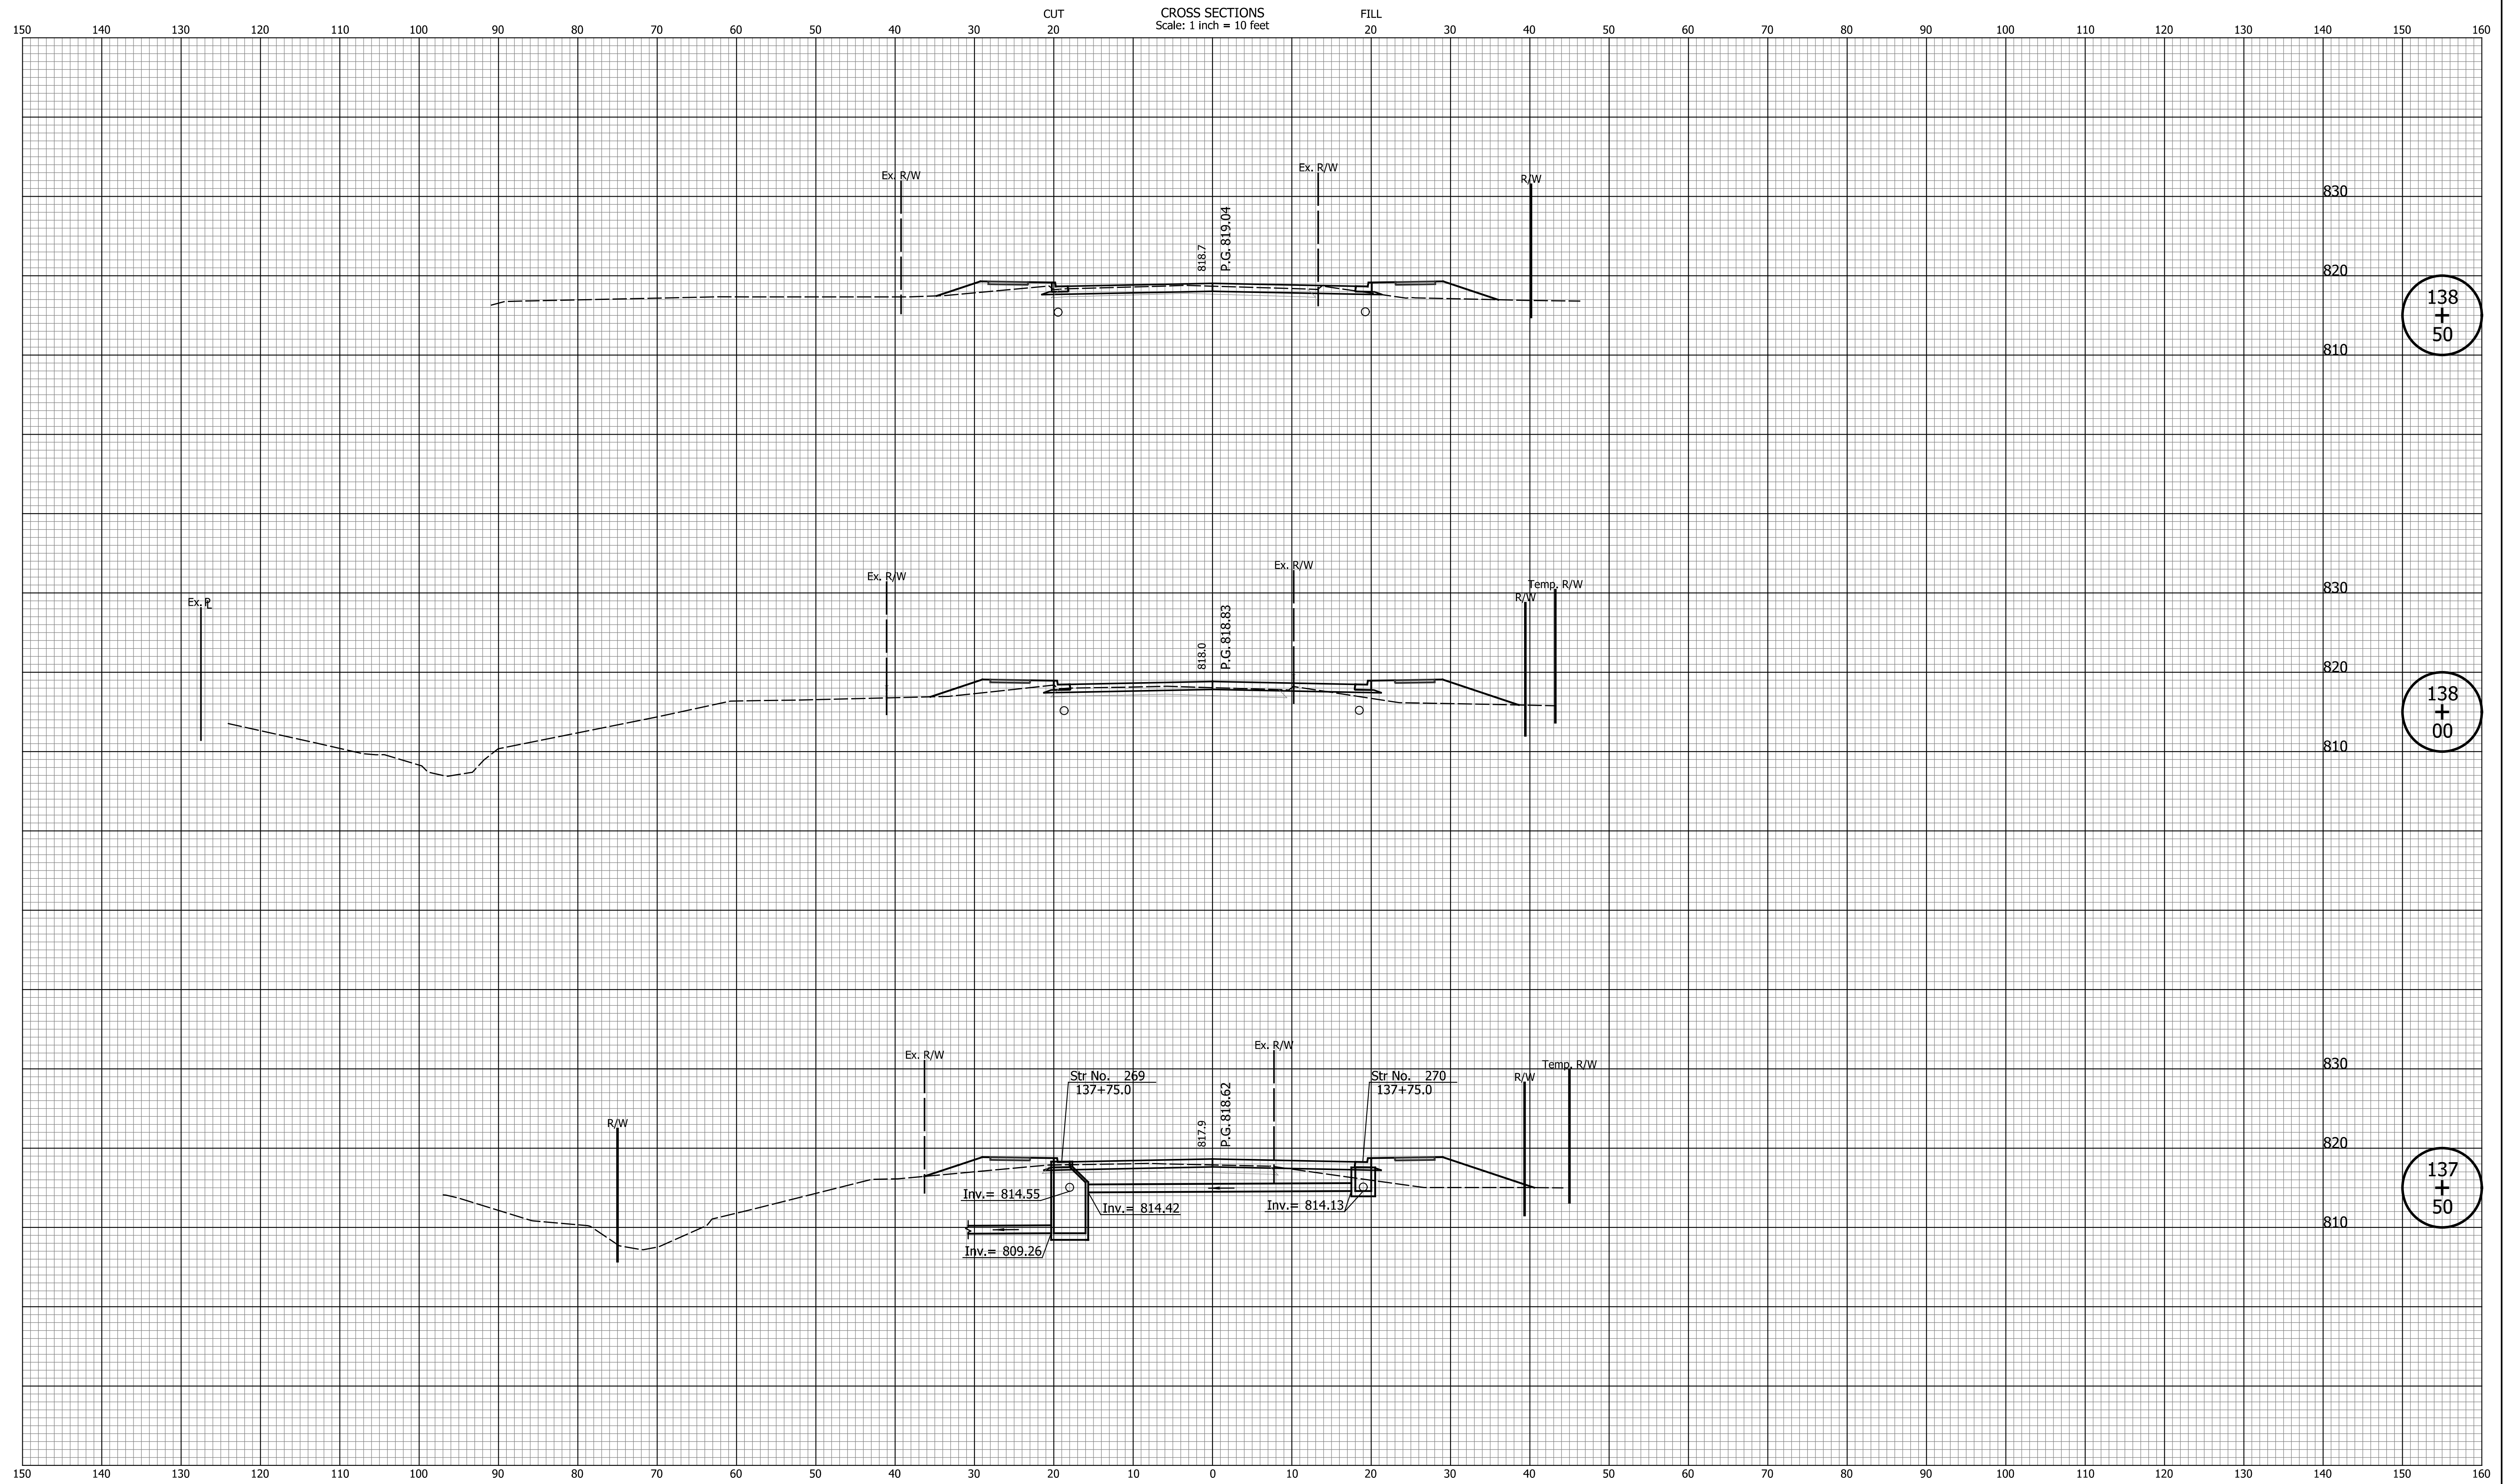 CUT CROSS SECTIONS FILL
Scale: 1 inch = 10 feet
150 140 130 120 110 100 90 80 70 60 50 40 30 20 10 0 10 20 30 40 50 60 70 80 90 100 110 120 130 140 150 160
Ex. R/W
Ex. R/W
R/W
818.7
P.G. 819.04
830
820
810
138
+
50
Ex. PL
Ex. R/W
Ex. R/W
Temp. R/W
R/W
818.0
P.G. 818.83
830
820
810
138
+
00
R/W
Ex. R/W
Ex. R/W
Temp. R/W
R/W
Str No. 269
137+75.0
Str No. 270
137+75.0
817.9
P.G. 818.62
Inv.= 814.55
Inv.= 814.42
Inv.= 814.13
Inv.= 809.26
830
820
810
137
+
50
150 140 130 120 110 100 90 80 70 60 50 40 30 20 10 0 10 20 30 40 50 60 70 80 90 100 110 120 130 140 150 160